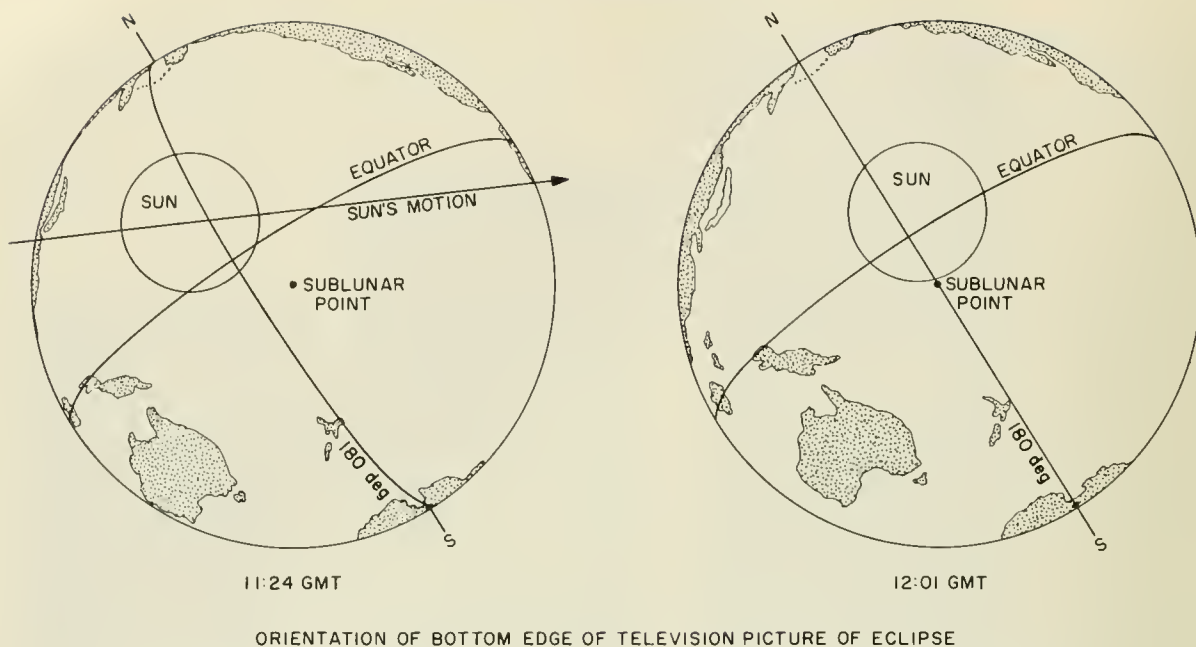 N
SUN
EQUATOR
SUN'S MOTION
SUBLUNAR
POINT
180 deg
S
11:24 GMT
N
SUN
EQUATOR
SUBLUNAR
POINT
180 deg
S
12:01 GMT
ORIENTATION OF BOTTOM EDGE OF TELEVISION PICTURE OF ECLIPSE